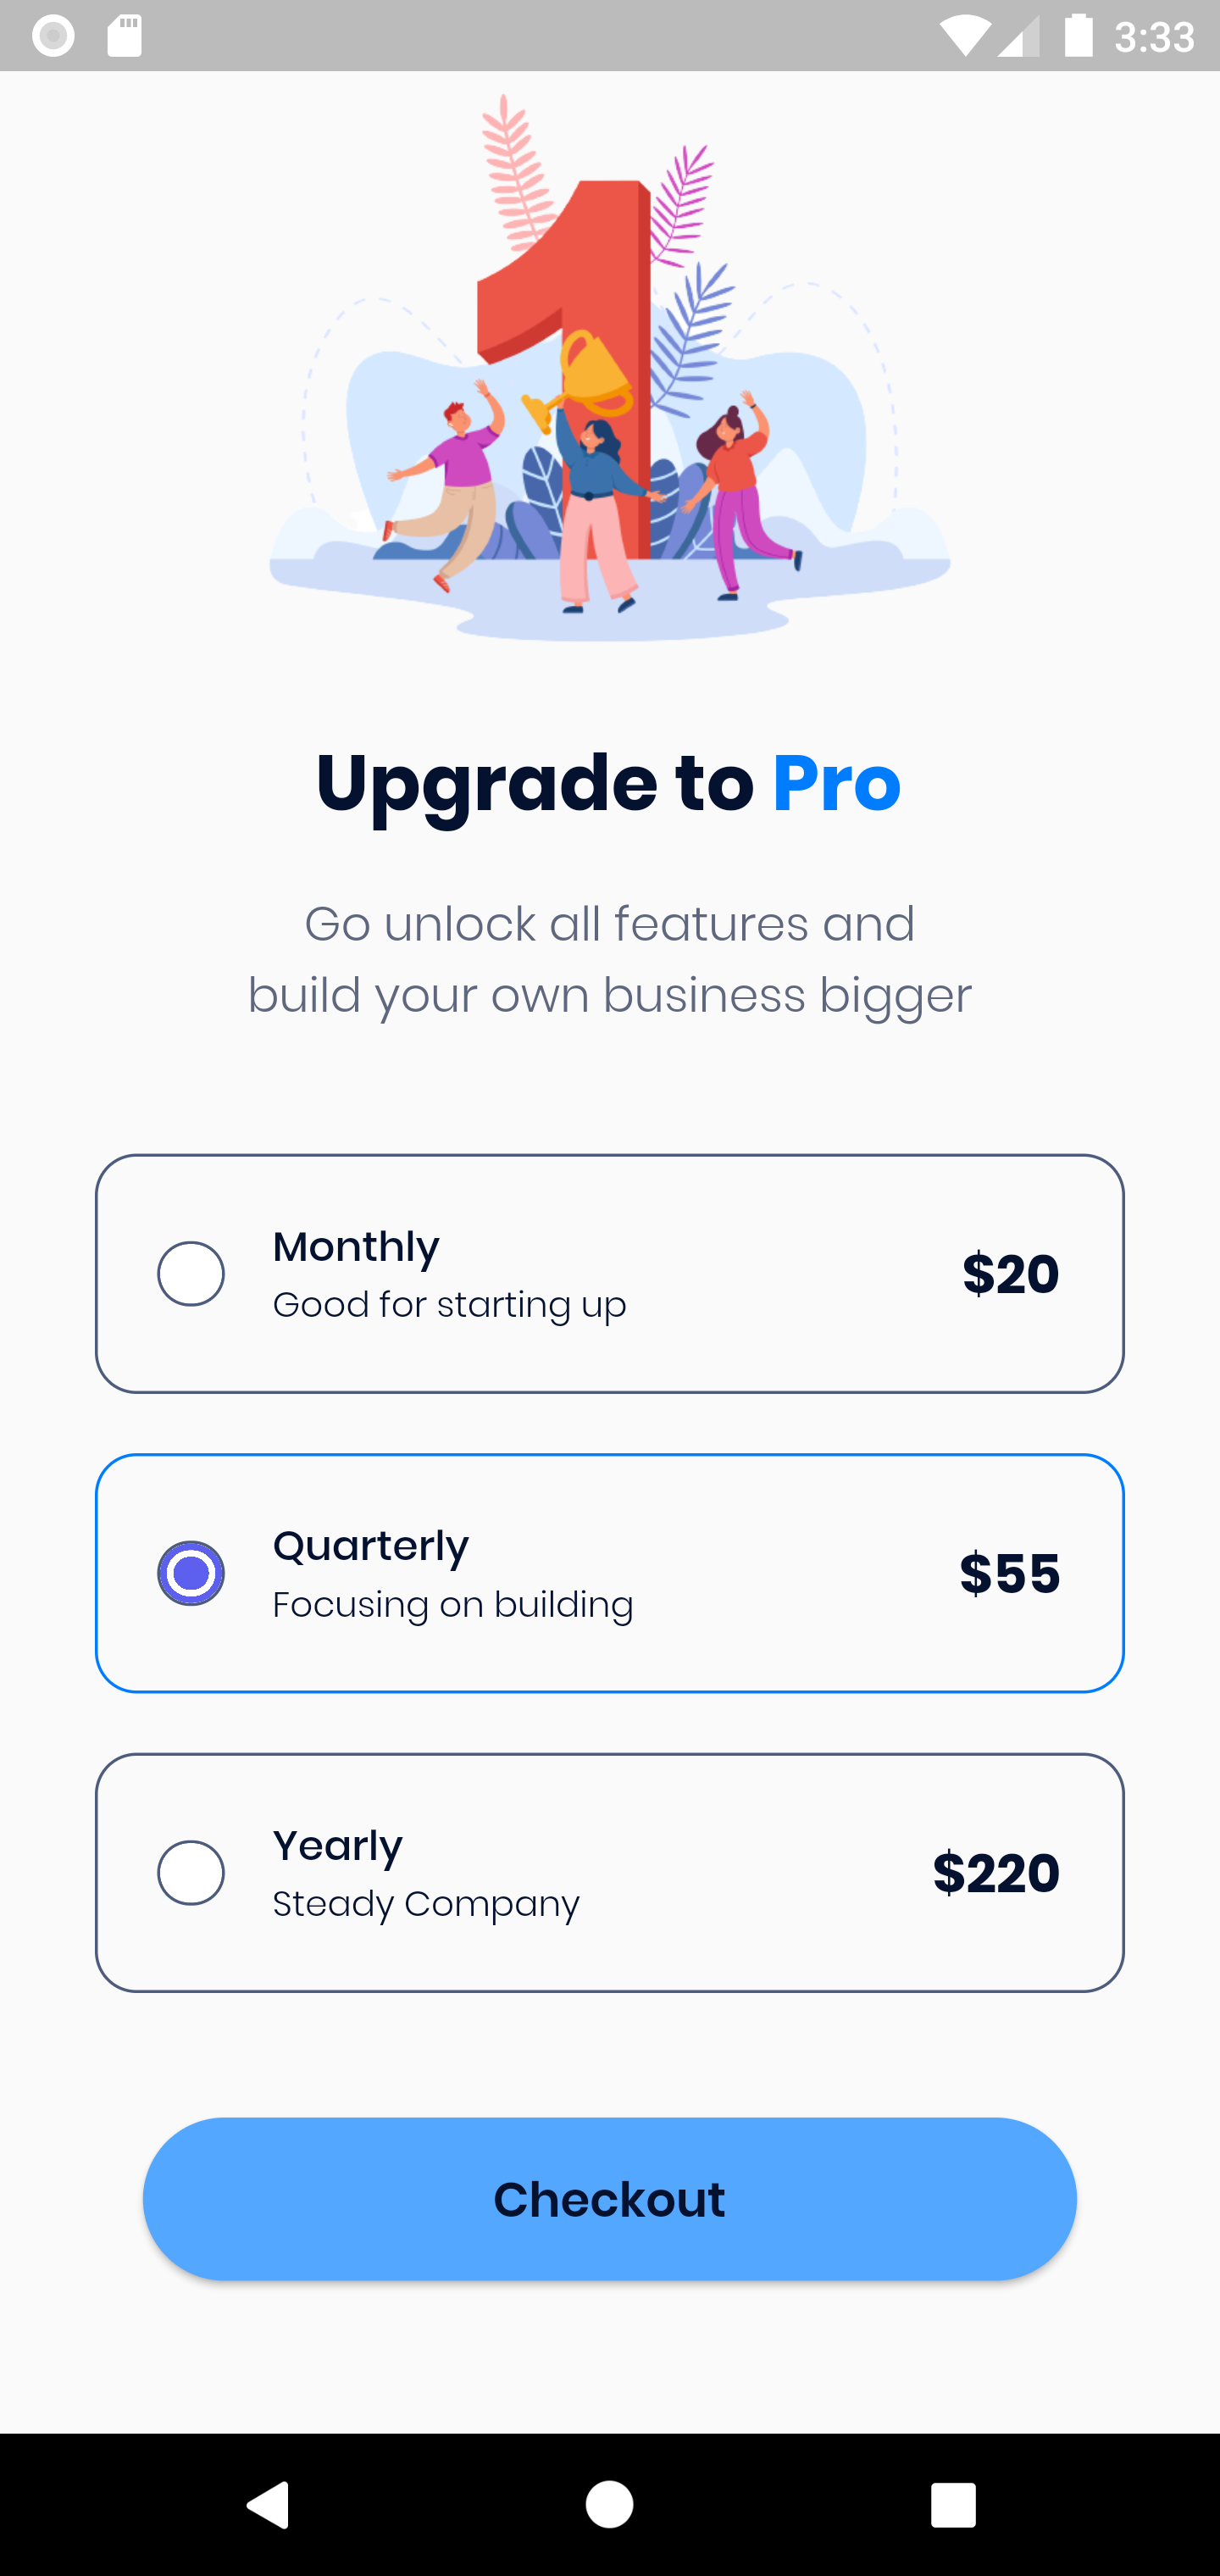 3:33
Upgrade to Pro
Go unlock all features and
build your own business bigger
Monthly
Good for starting up
$20
Quarterly
Focusing on building
$55
Yearly
Steady Company
$220
Checkout